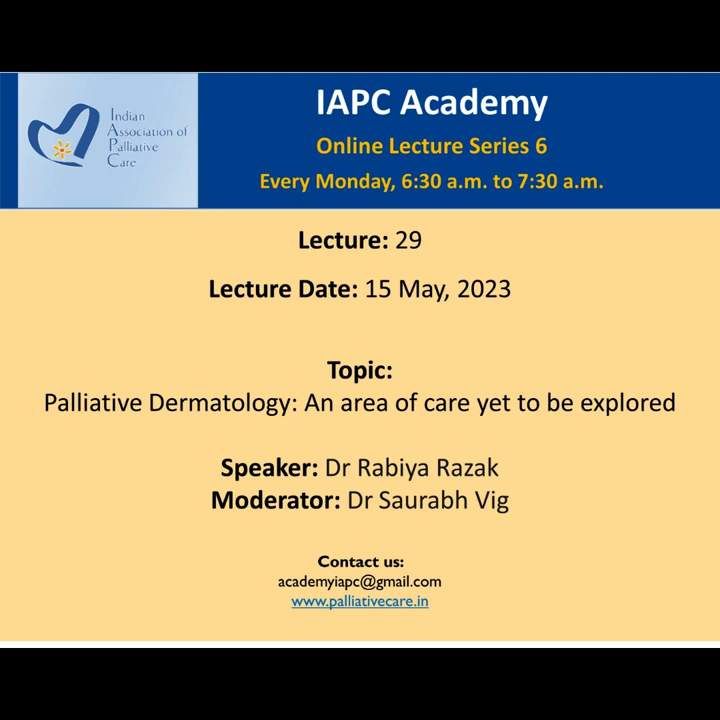 Indian
Association of
Palliative
Care
IAPC Academy
Online Lecture Series 6
Every Monday, 6:30 a.m. to 7:30 a.m.
Lecture: 29
Lecture Date: 15 May, 2023
Topic:
Palliative Dermatology: An area of care yet to be explored
Speaker: Dr Rabiya Razak
Moderator: Dr Saurabh Vig
Contact us:
academyiapc@gmail.com
www.palliativecare.in